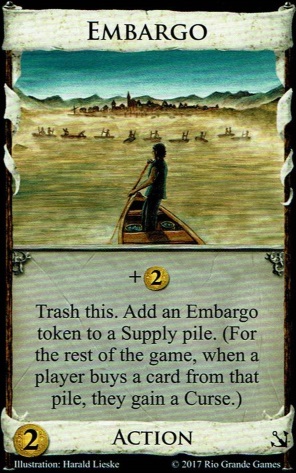 Embargo
+2
Trash this. Add an Embargo
token to a Supply pile. (For
the rest of the game, when a
player buys a card from that
pile, they gain a Curse.)
2 Action
Illustration: Harald Lieske © 2017 Rio Grande Games